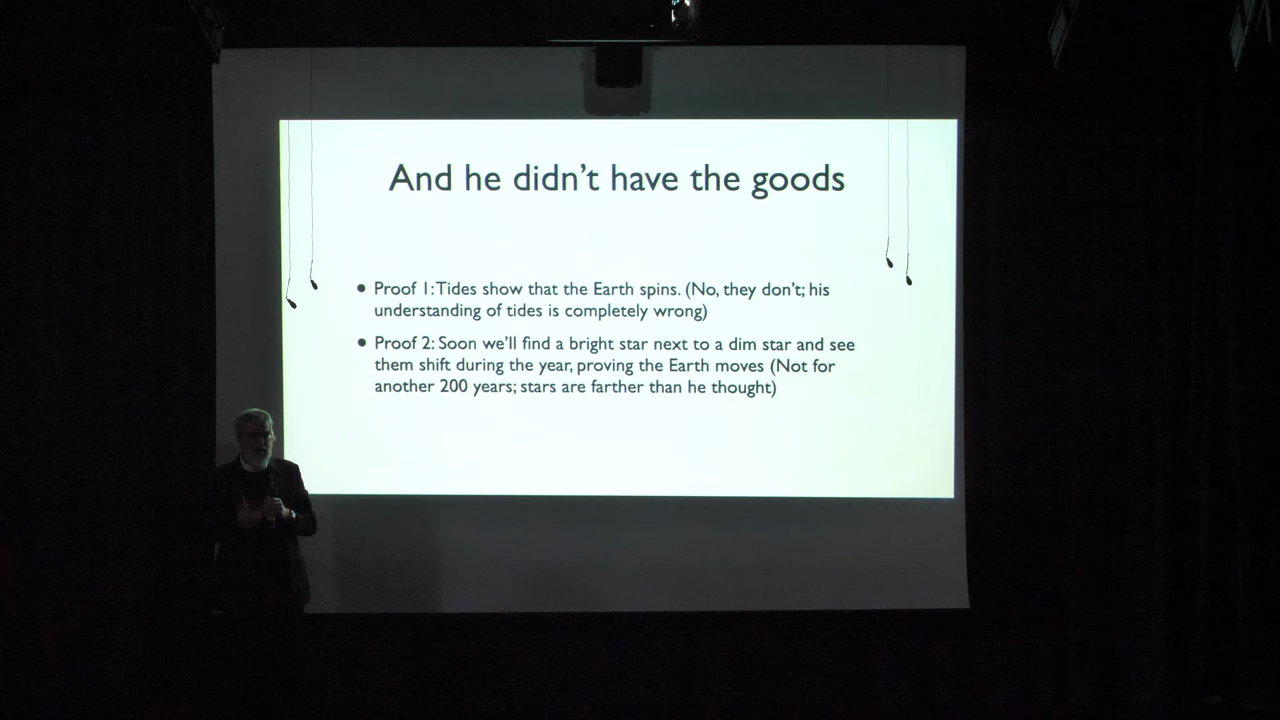 And he didn't have the goods
• Proof 1: Tides show that the Earth spins. (No, they don't; his
understanding of tides is completely wrong)
• Proof 2: Soon we'll find a bright star next to a dim star and see
them shift during the year, proving the Earth moves (Not for
another 200 years; stars are farther than he thought)